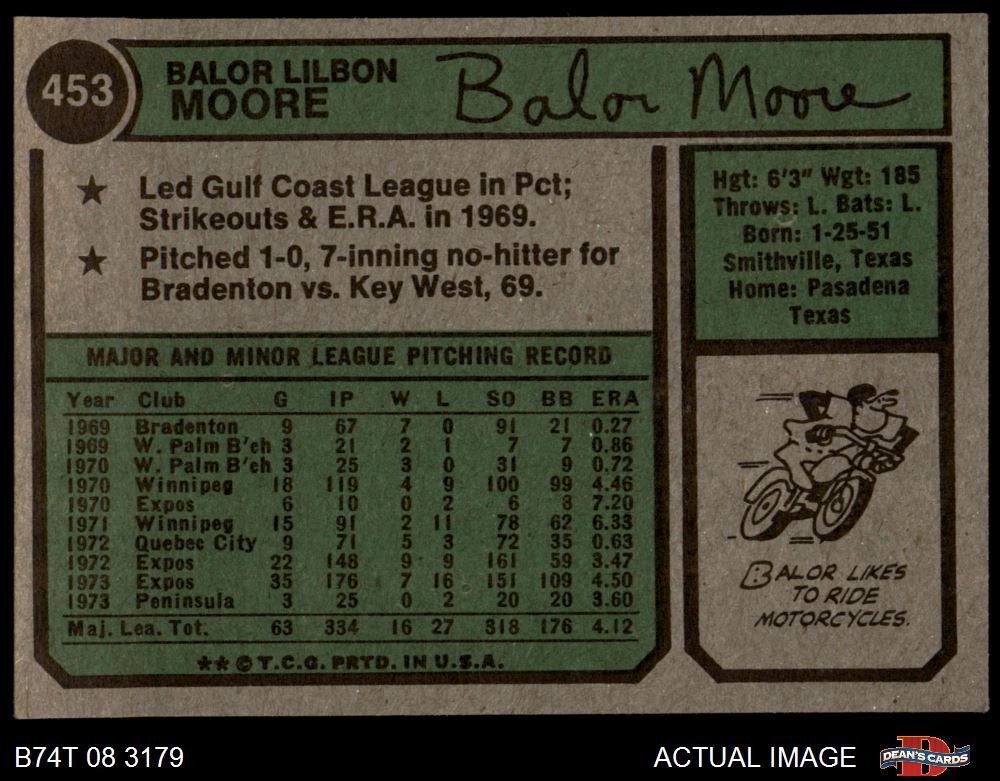 453
BALOR LILBON
MOORE
Balor Moore
★ Led Gulf Coast League in Pct;
Strikeouts & E.R.A. in 1969.
★ Pitched 1-0, 7-inning no-hitter for
Bradenton vs. Key West, 69.
Hgt: 6'3" Wgt: 185
Throws: L. Bats: L.
Born: 1-25-51
Smithville, Texas
Home: Pasadena
Texas
MAJOR AND MINOR LEAGUE PITCHING RECORD
Year Club G IP W L SO BB ERA
1969 Bradenton 9 67 7 0 91 21 0.27
1969 W. Palm B'ch 3 21 2 1 7 7 0.86
1970 W. Palm B'ch 3 25 3 0 31 9 0.72
1970 Winnipeg 18 119 4 9 100 99 4.46
1970 Expos 6 10 0 2 6 8 7.20
1971 Winnipeg 15 91 2 11 78 62 6.33
1972 Quebec City 9 71 5 3 72 35 0.63
1972 Expos 22 148 9 9 161 59 3.47
1973 Expos 35 176 7 16 151 109 4.50
1973 Peninsula 3 25 0 2 20 20 3.60
Maj. Lea. Tot. 63 334 16 27 318 176 4.12
★★ © T.C.G. PRTD. IN U.S.A.
BALOR LIKES
TO RIDE
MOTORCYCLES.
B74T 08 3179
ACTUAL IMAGE
DEAN'S CARDS